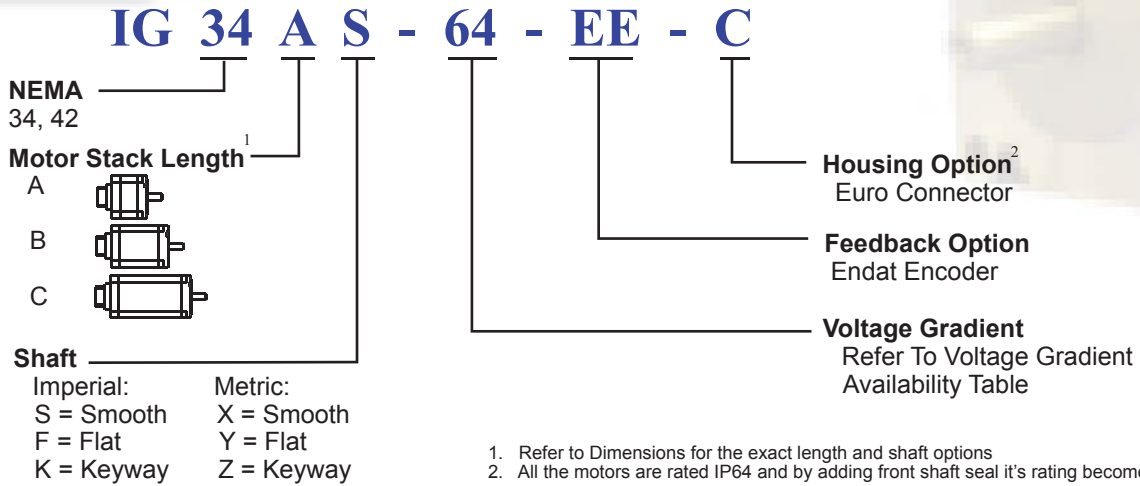 IG 34 A S - 64 - EE - C
NEMA
34, 42
Motor Stack Length 1
A
B
C
Shaft
Imperial: Metric:
S = Smooth X = Smooth
F = Flat Y = Flat
K = Keyway Z = Keyway
Housing Option 2
Euro Connector
Feedback Option
Endat Encoder
Voltage Gradient
Refer To Voltage Gradient
Availability Table
1. Refer to Dimensions for the exact length and shaft options
2. All the motors are rated IP64 and by adding front shaft seal it's rating